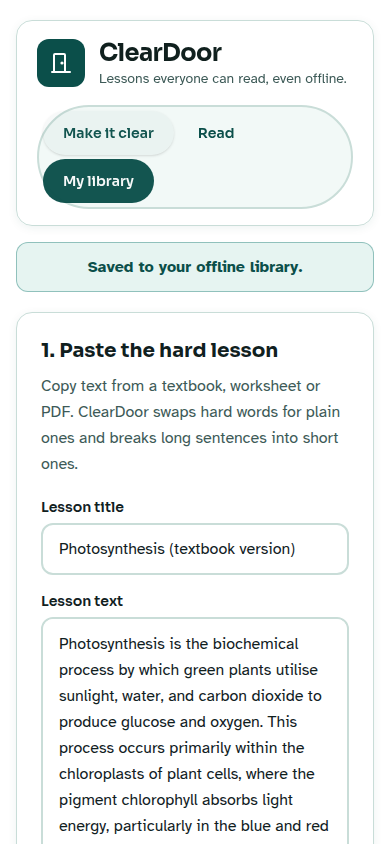 ClearDoor
Lessons everyone can read, even offline.
Make it clear
Read
My library
Saved to your offline library.
1. Paste the hard lesson
Copy text from a textbook, worksheet or
PDF. ClearDoor swaps hard words for plain
ones and breaks long sentences into short
ones.
Lesson title
Photosynthesis (textbook version)
Lesson text
Photosynthesis is the biochemical
process by which green plants utilise
sunlight, water, and carbon dioxide to
produce glucose and oxygen. This
process occurs primarily within the
chloroplasts of plant cells, where the
pigment chlorophyll absorbs light
energy, particularly in the blue and red